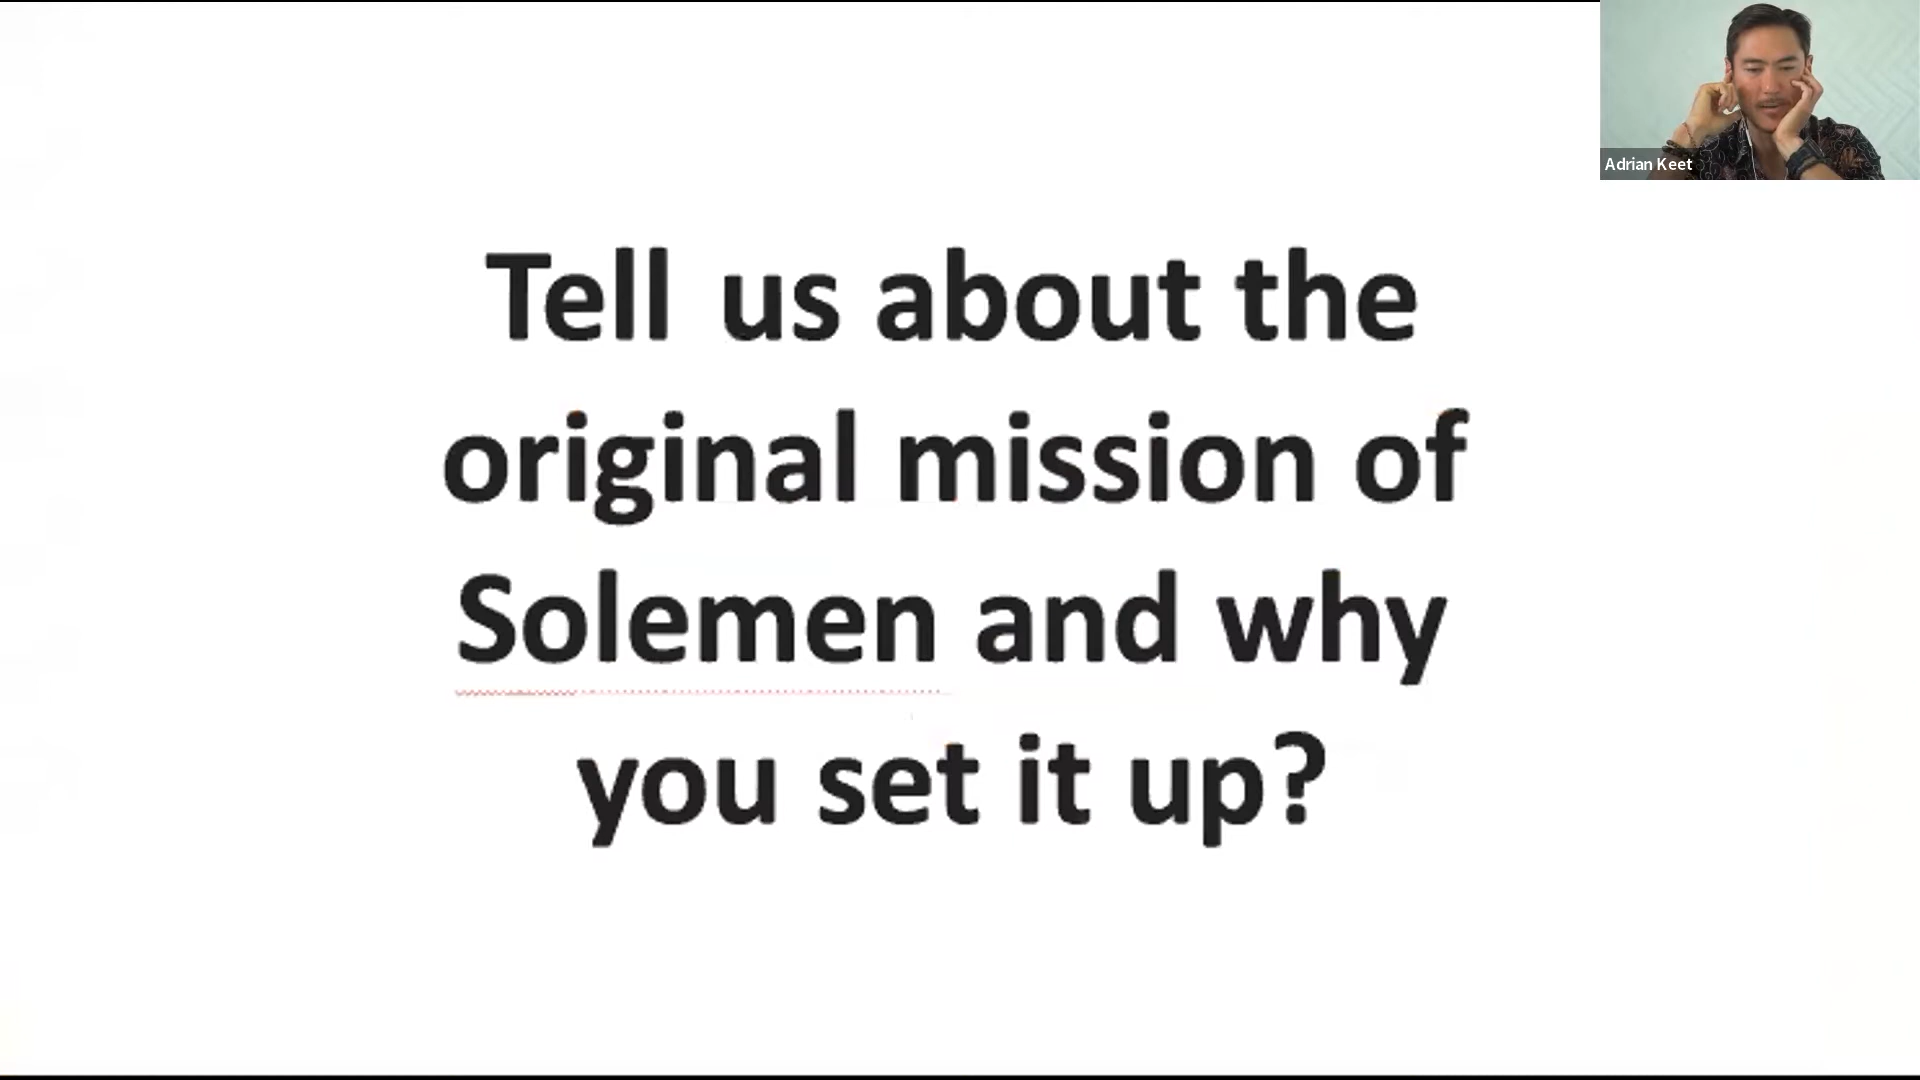 Adrian Keet
Tell us about the
original mission of
Solemen and why
you set it up?